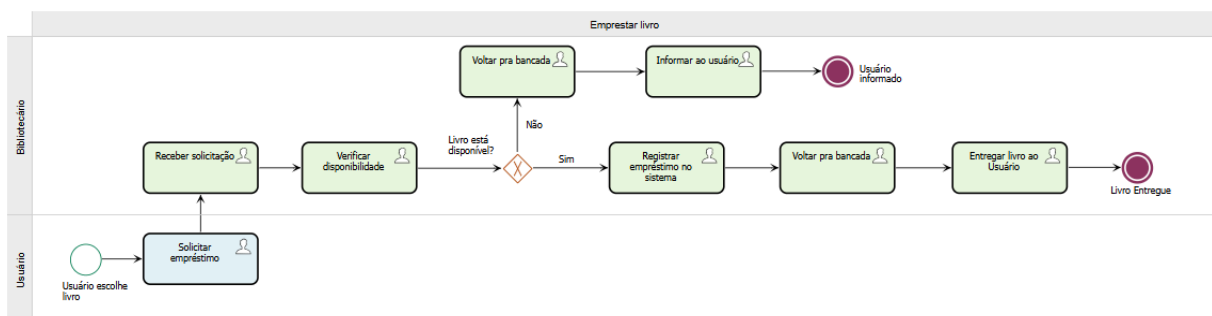 Emprestar livro
Bibliotecário
Voltar pra bancada
Informar ao usuário
Usuário
informado
Não
Livro está
disponível?
Receber solicitação
Verificar
disponibilidade
Sim
Registrar
empréstimo no
sistema
Voltar pra bancada
Entregar livro ao
Usuário
Livro Entregue
Usuário
Solicitar
empréstimo
Usuário escolhe
livro